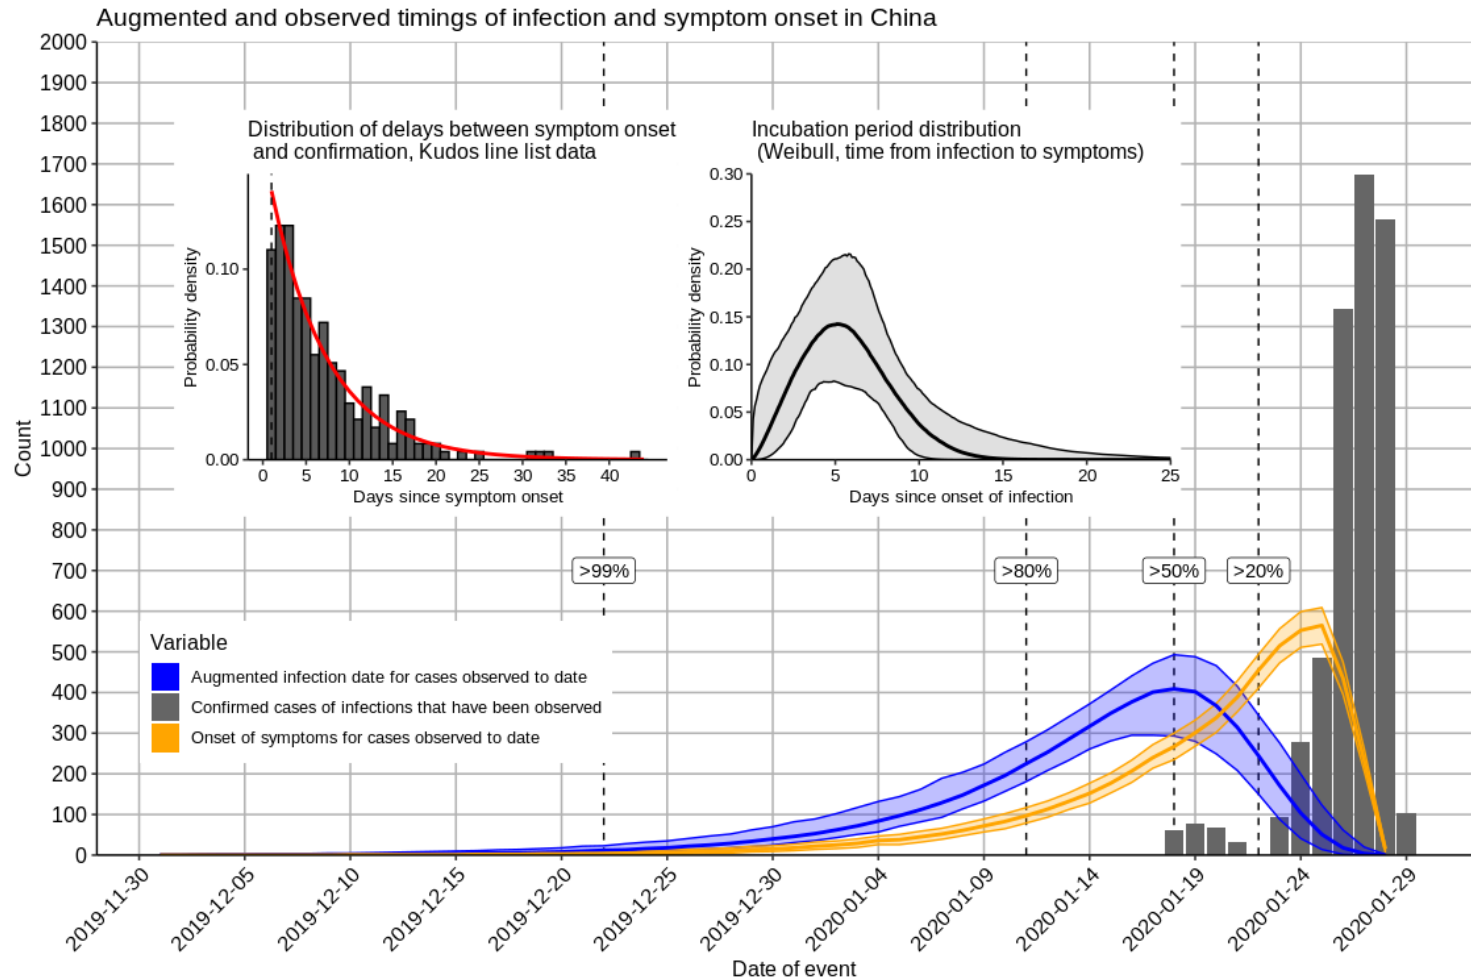 Augmented and observed timings of infection and symptom onset in China
Count
2000
1900
1800
1700
1600
1500
1400
1300
1200
1100
1000
900
800
700
600
500
400
300
200
100
0
Distribution of delays between symptom onset
and confirmation, Kudos line list data
Probability density
0.10
0.05
0.00
0 5 10 15 20 25 30 35 40
Days since symptom onset
Incubation period distribution
(Weibull, time from infection to symptoms)
Probability density
0.30
0.25
0.20
0.15
0.10
0.05
0.00
0 5 10 15 20 25
Days since onset of infection
>99% >80% >50% >20%
Variable
Augmented infection date for cases observed to date
Confirmed cases of infections that have been observed
Onset of symptoms for cases observed to date
2019-11-30 2019-12-05 2019-12-10 2019-12-15 2019-12-20 2019-12-25 2019-12-30 2020-01-04 2020-01-09 2020-01-14 2020-01-19 2020-01-24 2020-01-29
Date of event